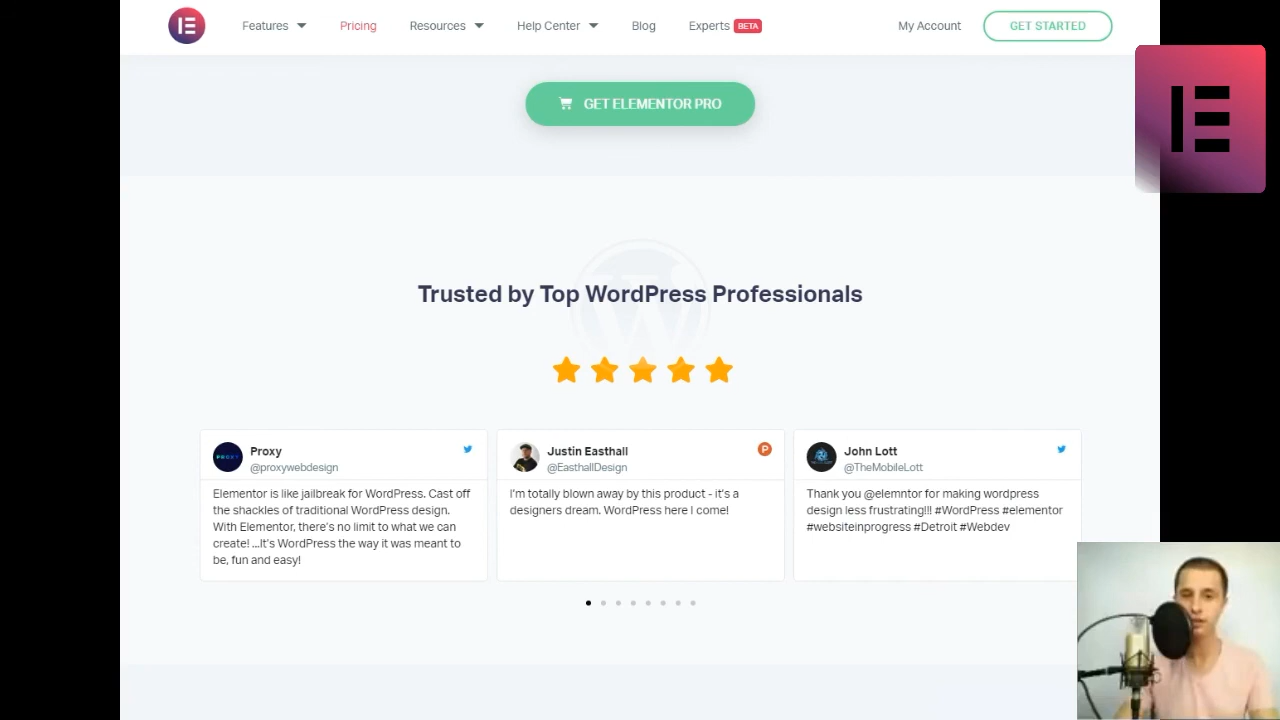 Features Pricing Resources Help Center Blog Experts BETA My Account GET STARTED
GET ELEMENTOR PRO
Trusted by Top WordPress Professionals
Proxy
@proxywebdesign
Elementor is like jailbreak for WordPress. Cast off
the shackles of traditional WordPress design.
With Elementor, there's no limit to what we can
create! ...It's WordPress the way it was meant to
be, fun and easy!
Justin Easthall
@EasthallDesign
I'm totally blown away by this product - it's a
designers dream. WordPress here I come!
John Lott
@TheMobileLott
Thank you @elemntor for making wordpress
design less frustrating!!! #WordPress #elementor
#websiteinprogress #Detroit #Webdev